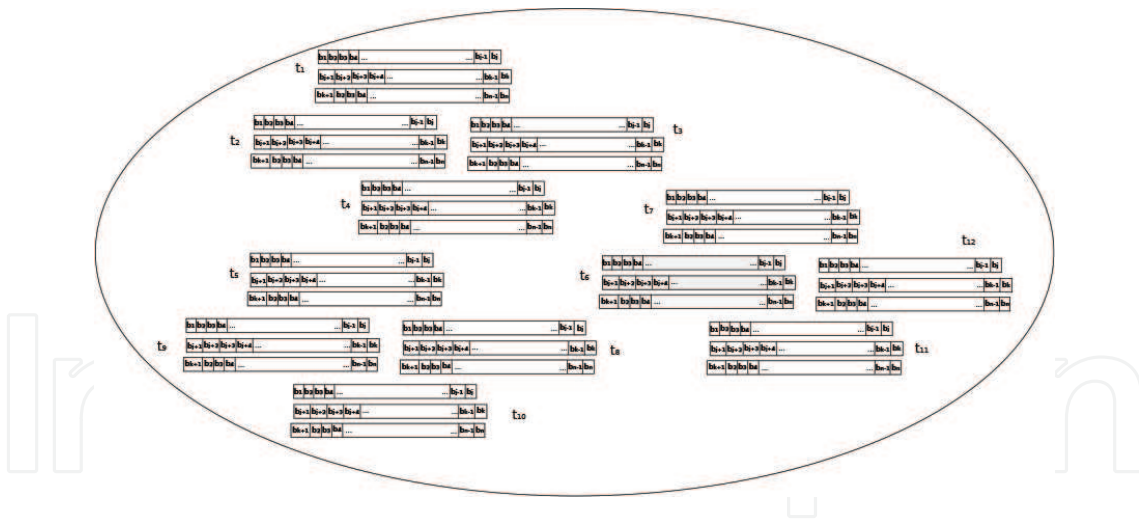 b1 b2 b3 b4 ... ... bj-1 bj
t1 bj+1 bj+2 bj+3 bj+4 ... ... bk-1 bk
bk+1 b2 b3 b4 ... ... bn-1 bn
b1 b2 b3 b4 ... ... bj-1 bj
t2 bj+1 bj+2 bj+3 bj+4 ... ... bk-1 bk
bk+1 b2 b3 b4 ... ... bn-1 bn
b1 b2 b3 b4 ... ... bj-1 bj
t3
bj+1 bj+2 bj+3 bj+4 ... ... bk-1 bk
bk+1 b2 b3 b4 ... ... bn-1 bn
b1 b2 b3 b4 ... ... bj-1 bj
t4 bj+1 bj+2 bj+3 bj+4 ... ... bk-1 bk
bk+1 b2 b3 b4 ... ... bn-1 bn
b1 b2 b3 b4 ... ... bj-1 bj
t7 bj+1 bj+2 bj+3 bj+4 ... ... bk-1 bk
bk+1 b2 b3 b4 ... ... bn-1 bn
b1 b2 b3 b4 ... ... bj-1 bj
t5 bj+1 bj+2 bj+3 bj+4 ... ... bk-1 bk
bk+1 b2 b3 b4 ... ... bn-1 bn
b1 b2 b3 b4 ... ... bj-1 bj
t6 bj+1 bj+2 bj+3 bj+4 ... ... bk-1 bk
bk+1 b2 b3 b4 ... ... bn-1 bn
t12
b1 b2 b3 b4 ... ... bj-1 bj
bj+1 bj+2 bj+3 bj+4 ... ... bk-1 bk
bk+1 b2 b3 b4 ... ... bn-1 bn
b1 b2 b3 b4 ... ... bj-1 bj
t9 bj+1 bj+2 bj+3 bj+4 ... ... bk-1 bk
bk+1 b2 b3 b4 ... ... bn-1 bn
b1 b2 b3 b4 ... ... bj-1 bj
bj+1 bj+2 bj+3 bj+4 ... ... bk-1 bk t8
bk+1 b2 b3 b4 ... ... bn-1 bn
b1 b2 b3 b4 ... ... bj-1 bj
bj+1 bj+2 bj+3 bj+4 ... ... bk-1 bk t11
bk+1 b2 b3 b4 ... ... bn-1 bn
b1 b2 b3 b4 ... ... bj-1 bj
bj+1 bj+2 bj+3 bj+4 ... ... bk-1 bk t10
bk+1 b2 b3 b4 ... ... bn-1 bn